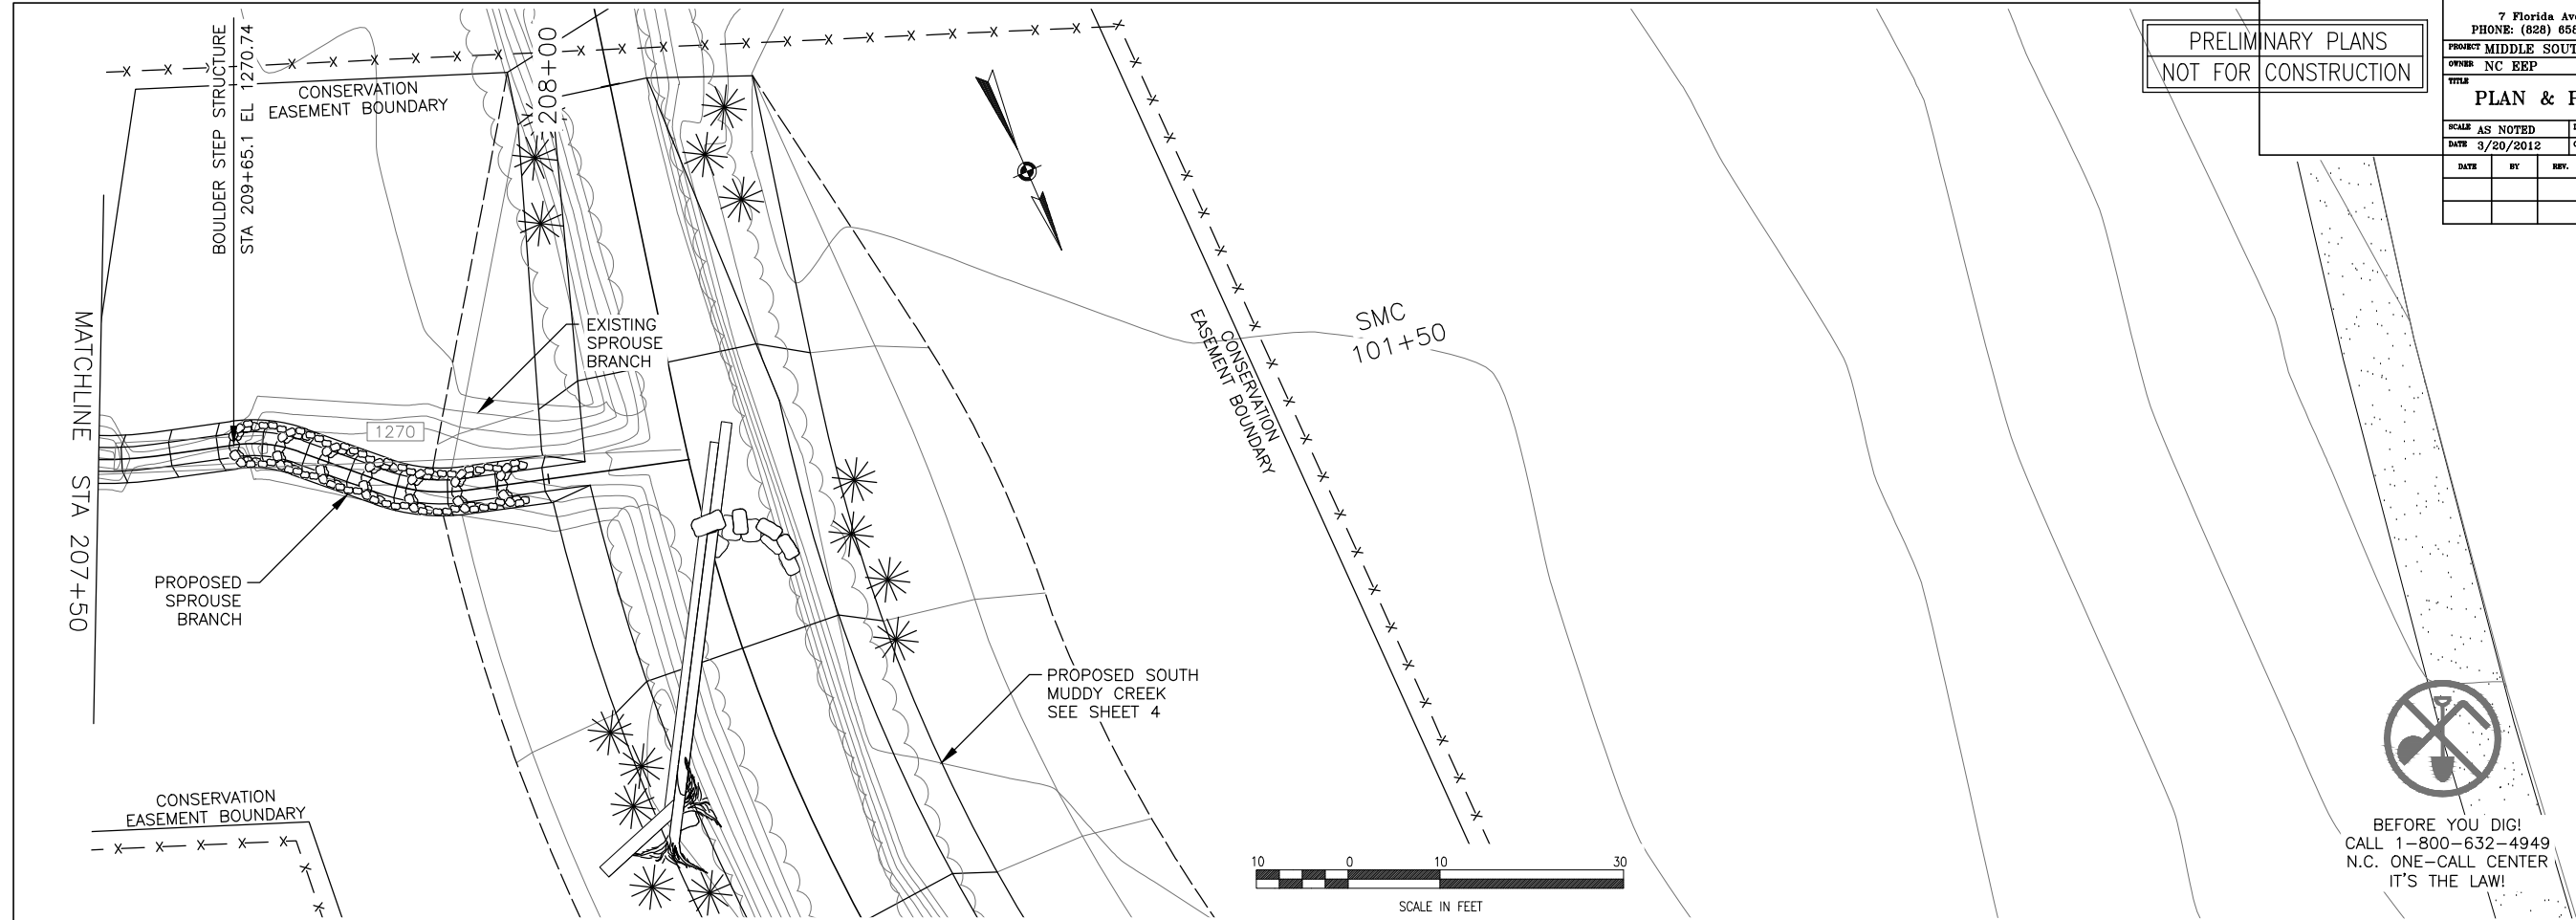 BOULDER STEP STRUCTURE
STA 209+65.1 EL 1270.74
CONSERVATION
EASEMENT BOUNDARY
208+00
PRELIMINARY PLANS
NOT FOR CONSTRUCTION
7 Florida
PHONE: (828)
PROJECT MIDDLE
OWNER NC EEP
TITLE
PLAN &
SCALE AS NOTED
DATE 3/20/2012
DATE BY REV.
MATCHLINE STA 207+50
EXISTING
SPROUSE
BRANCH
1270
PROPOSED
SPROUSE
BRANCH
CONSERVATION
EASEMENT BOUNDARY
SMC
101+50
PROPOSED SOUTH
MUDDY CREEK
SEE SHEET 4
CONSERVATION
EASEMENT BOUNDARY
10 0 10 30
SCALE IN FEET
BEFORE YOU DIG!
CALL 1-800-632-4949
N.C. ONE-CALL CENTER
IT'S THE LAW!